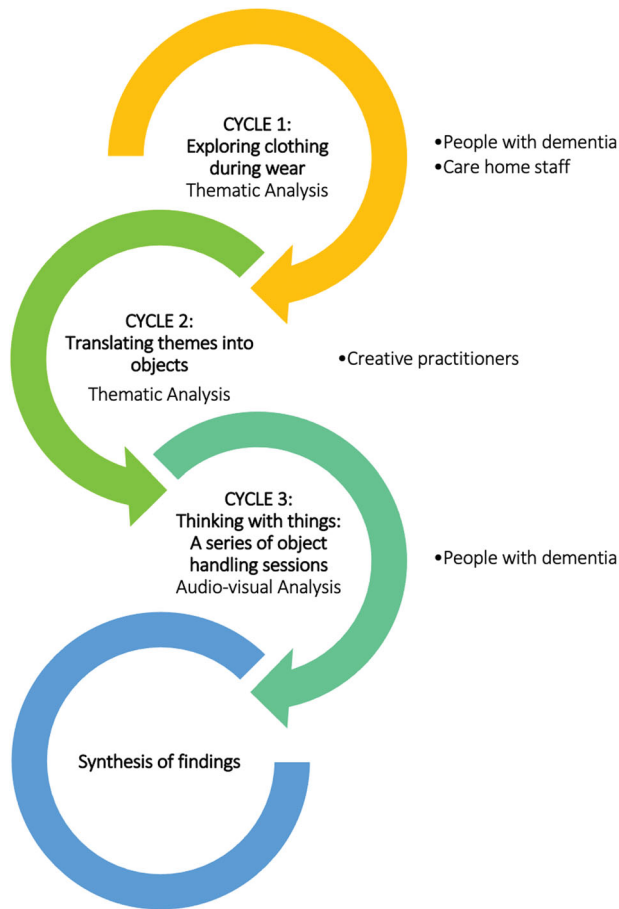 CYCLE 1:
Exploring clothing
during wear
Thematic Analysis
•People with dementia
•Care home staff
CYCLE 2:
Translating themes into
objects
Thematic Analysis
•Creative practitioners
CYCLE 3:
Thinking with things:
A series of object
handling sessions
Audio-visual Analysis
•People with dementia
Synthesis of findings